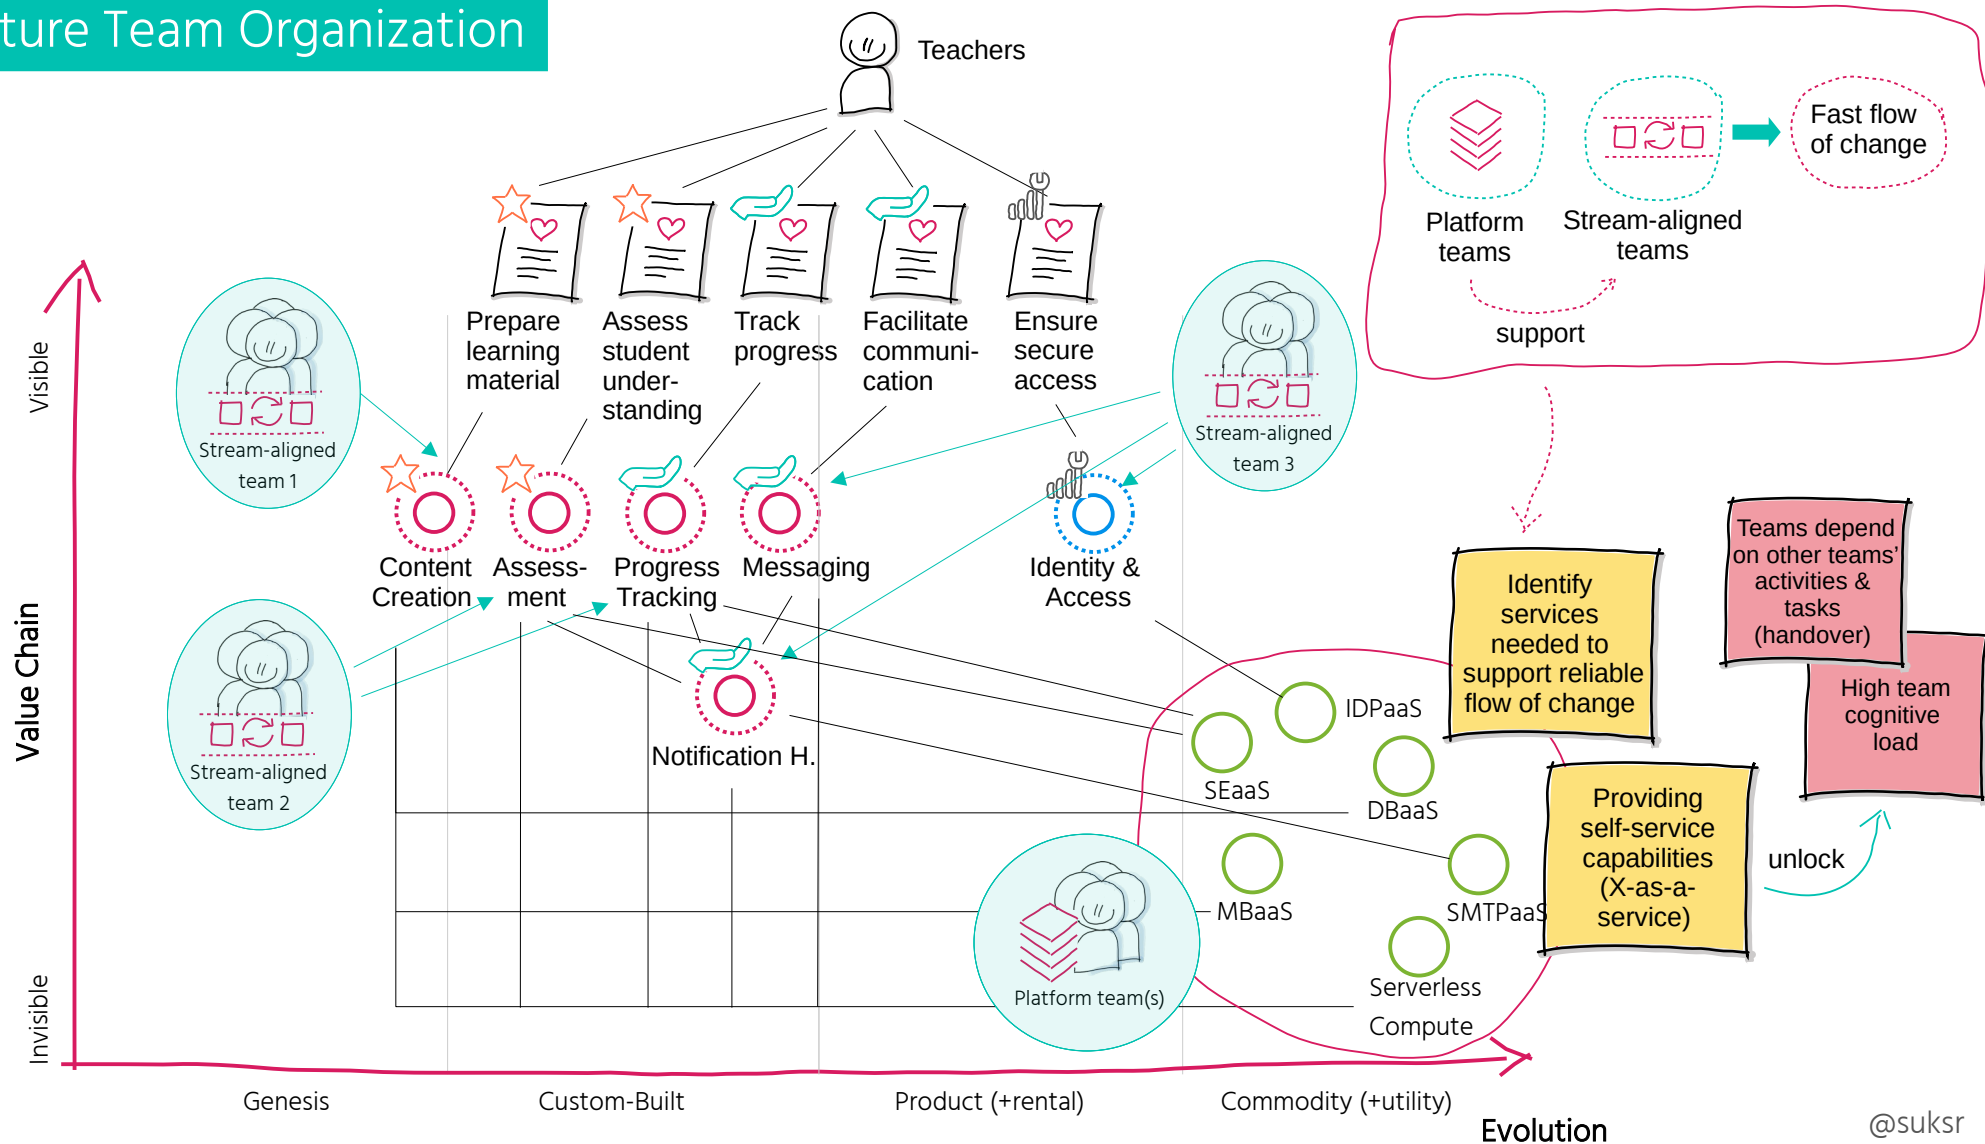 ture Team Organization
Teachers
Fast flow
of change
Platform
teams
Stream-aligned
teams
support
Prepare
learning
material
Assess
student
under-
standing
Track
progress
Facilitate
communi-
cation
Ensure
secure
access
Visible
Value Chain
Invisible
Stream-aligned
team 1
Stream-aligned
team 3
Content
Creation
Assess-
ment
Progress
Tracking
Messaging
Identity &
Access
Stream-aligned
team 2
Notification H.
IDPaaS
SEaaS
DBaaS
MBaaS
SMTPaaS
Serverless
Compute
Platform team(s)
Identify
services
needed to
support reliable
flow of change
Teams depend
on other teams’
activities &
tasks
(handover)
High team
cognitive
load
Providing
self-service
capabilities
(X-as-a-
service)
unlock
Genesis
Custom-Built
Product (+rental)
Commodity (+utility)
Evolution
@suksr